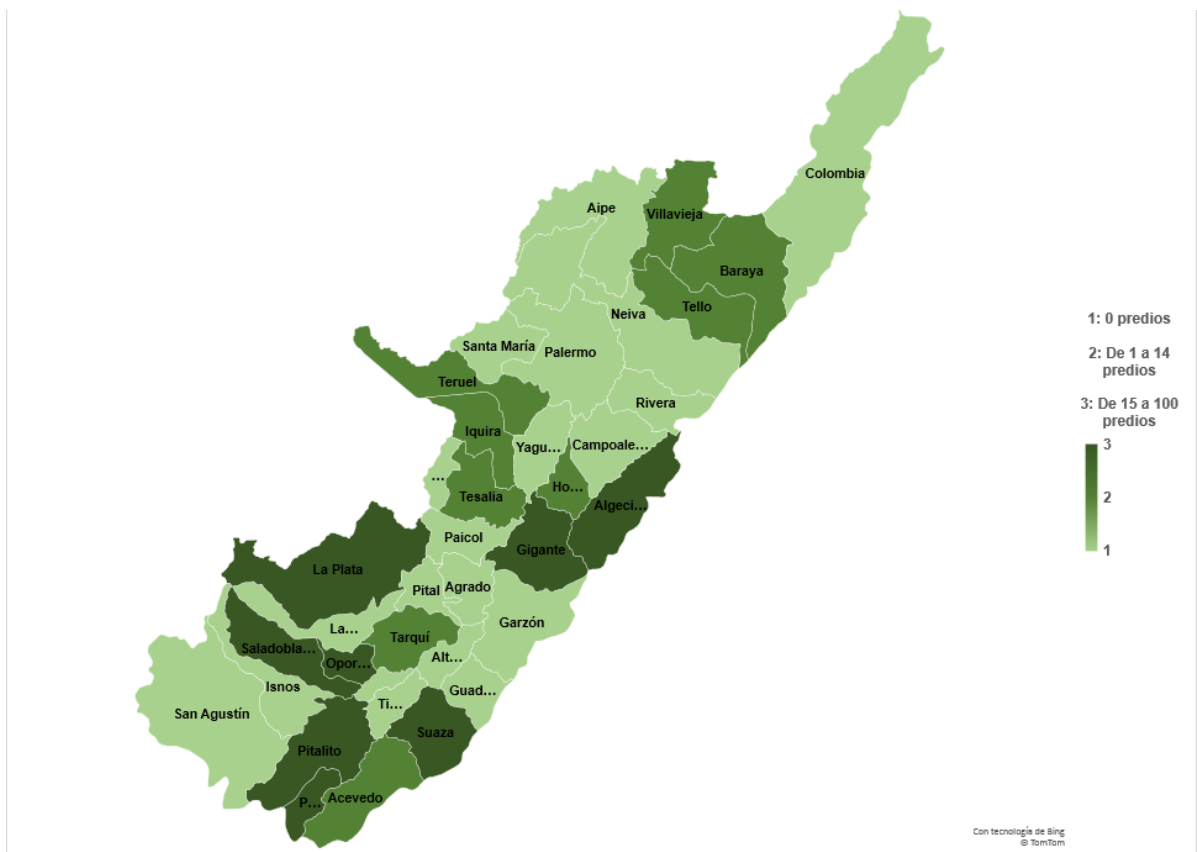 Colombia
Aipe
Villavieja
Baraya
Tello
Neiva
Santa María
Palermo
Teruel
Rivera
Iquira
Yagu...
Campoale...
...
Tesalia
Ho...
Algeci...
Paicol
Gigante
La Plata
Pital
Agrado
Garzón
La...
Tarquí
Saladobla...
Opor...
Alt...
Isnos
Guad...
San Agustín
Ti...
Suaza
Pitalito
P...
Acevedo
1: 0 predios
2: De 1 a 14
predios
3: De 15 a 100
predios
3
2
1
Con tecnología de Bing
© TomTom